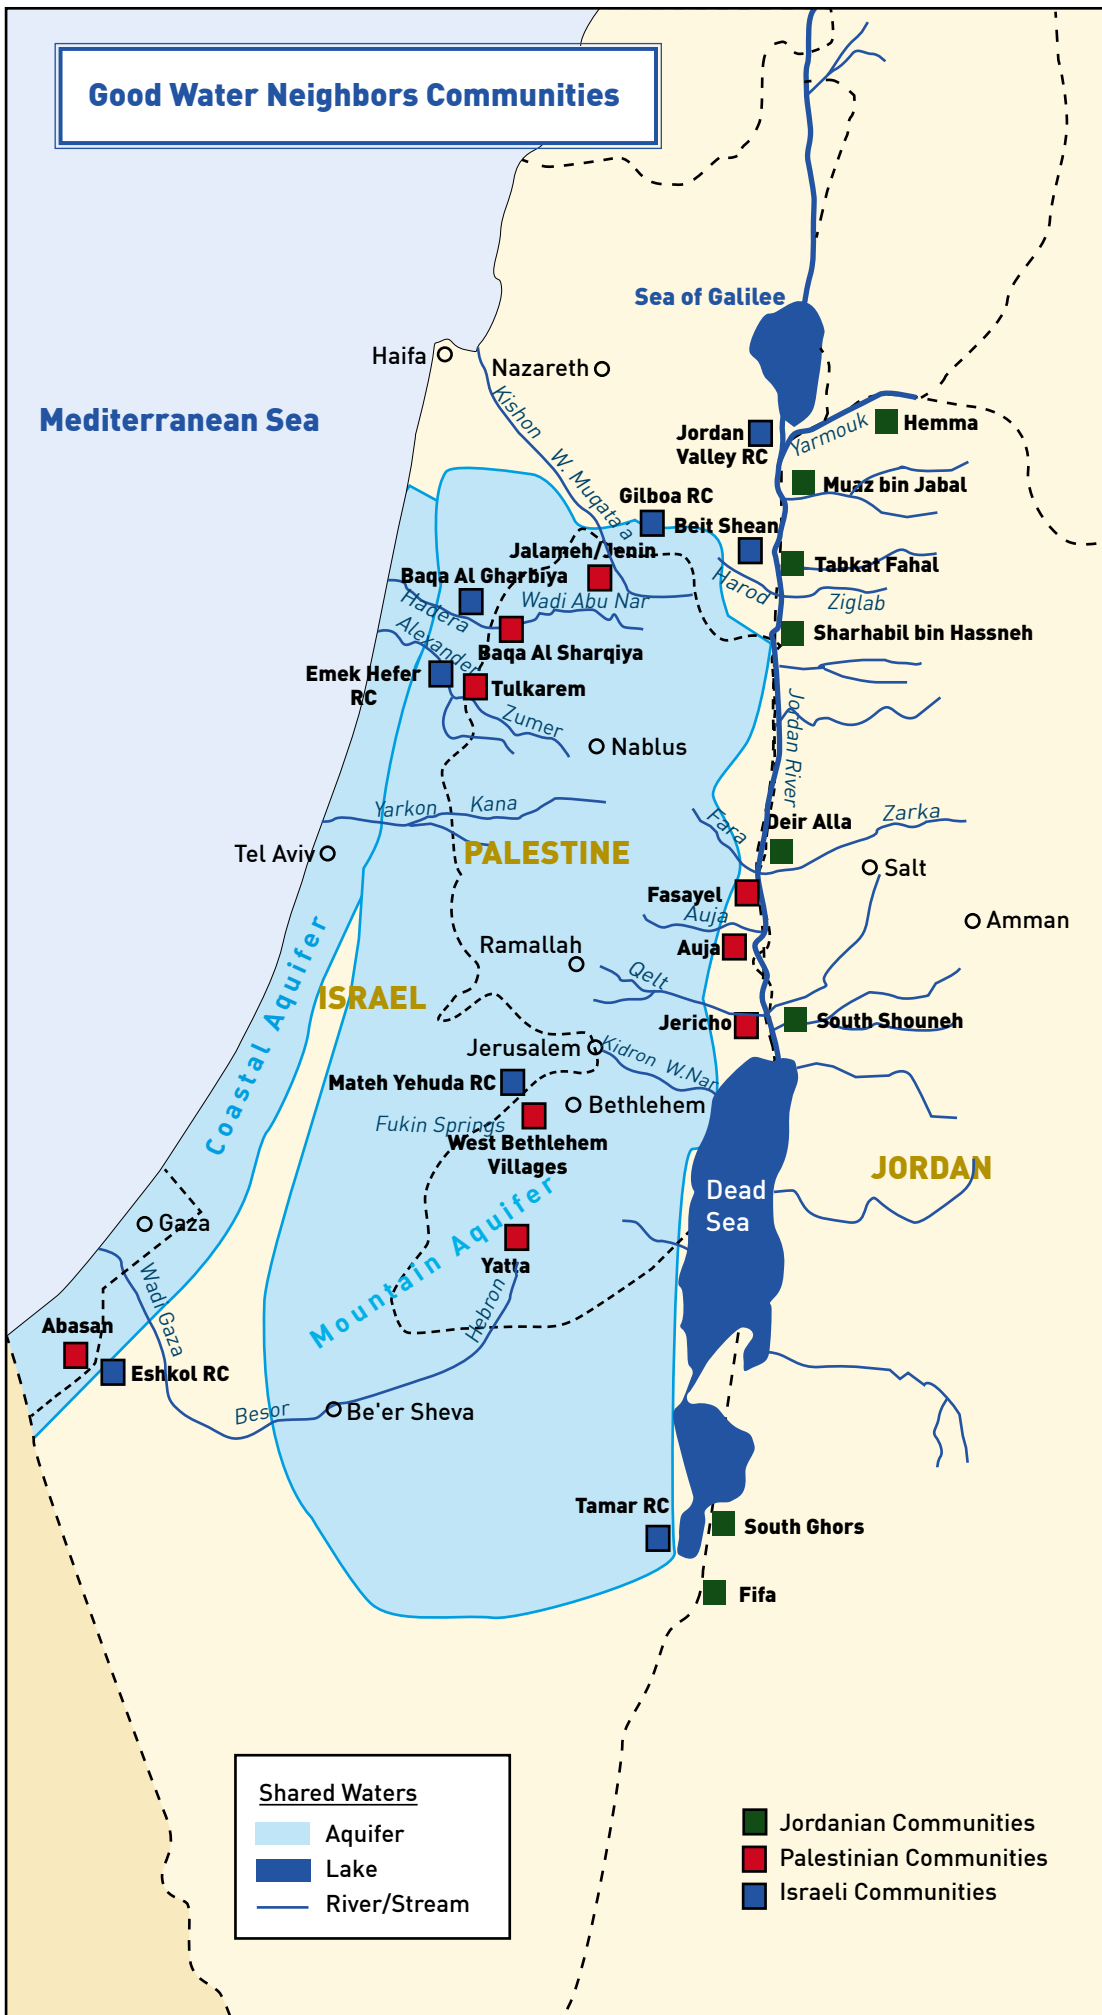 Good Water Neighbors Communities
Sea of Galilee
Haifa
Nazareth
Mediterranean Sea
Kishon
W. Muqata'a
Jordan
Valley RC
Yarmouk
Hemma
Muaz bin Jabal
Gilboa RC
Beit Shean
Jalameh/Jenin
Tabkat Fahal
Baqa Al Gharbiya
Harod
Hadera
Wadi Abu Nar
Ziglab
Alexander
Baqa Al Sharqiya
Sharhabil bin Hassneh
Emek Hefer
RC
Tulkarem
Zumer
Nablus
Jordan River
Yarkon
Kana
Fara
Deir Alla
Zarka
Tel Aviv
PALESTINE
Salt
Fasayel
Auja
Amman
Ramallah
Auja
Coastal Aquifer
Qelt
ISRAEL
Jericho
South Shouneh
Jerusalem
Kidron
W.Nar
Mateh Yehuda RC
Bethlehem
Fukin Springs
West Bethlehem
Villages
JORDAN
Dead
Sea
Gaza
Mountain Aquifer
Yatta
Wadi Gaza
Hebron
Abasan
Eshkol RC
Besor
Be'er Sheva
Tamar RC
South Ghors
Fifa
Shared Waters
Aquifer
Lake
River/Stream
Jordanian Communities
Palestinian Communities
Israeli Communities